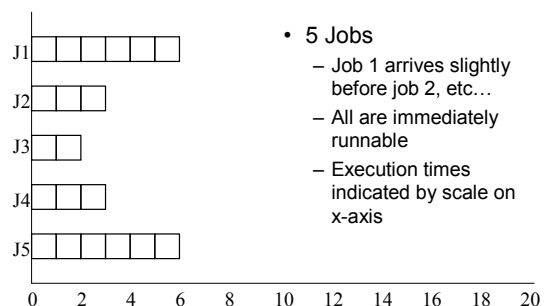 J1
J2
J3
J4
J5
0 2 4 6 8 10 12 14 16 18 20
• 5 Jobs
– Job 1 arrives slightly
before job 2, etc…
– All are immediately
runnable
– Execution times
indicated by scale on
x-axis